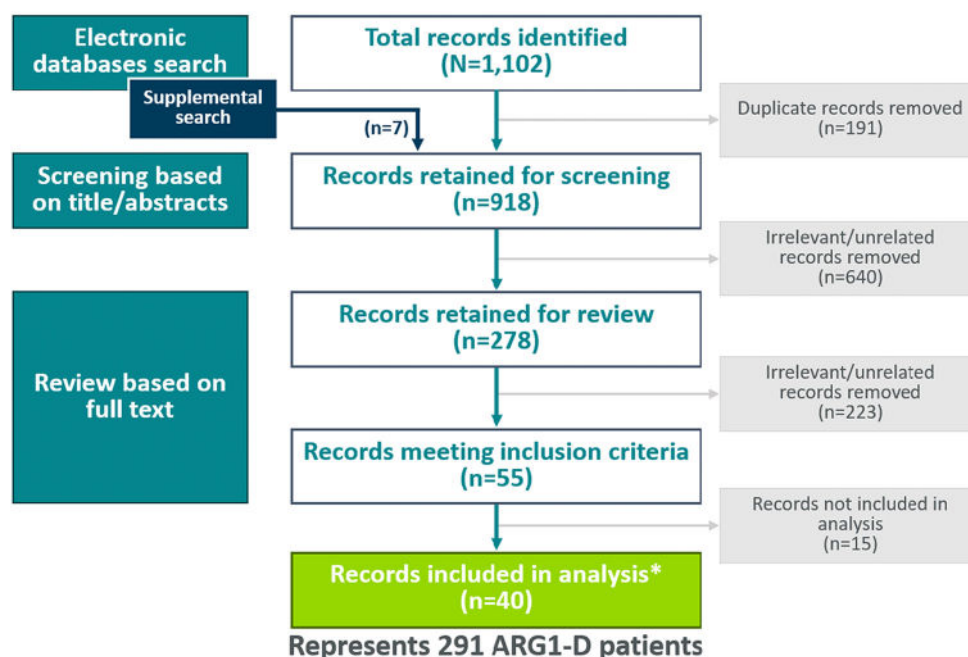 Electronic
databases search
Total records identified
(N=1,102)
Supplemental
search
(n=7)
Duplicate records removed
(n=191)
Screening based
on title/abstracts
Records retained for screening
(n=918)
Irrelevant/unrelated
records removed
(n=640)
Records retained for review
(n=278)
Review based on
full text
Irrelevant/unrelated
records removed
(n=223)
Records meeting inclusion criteria
(n=55)
Records not included in
analysis
(n=15)
Records included in analysis*
(n=40)
Represents 291 ARG1-D patients